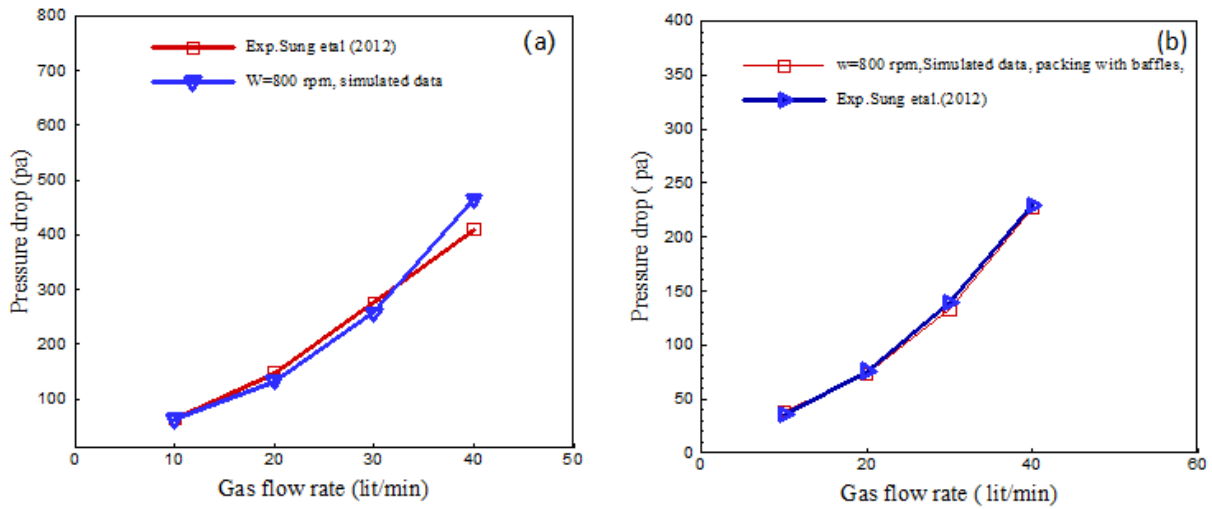 (a)
Exp.Sung etal (2012)
W=800 rpm, simulated data
800
700
600
500
400
300
200
100
0
10
20
30
40
50
Pressure drop (pa)
Gas flow rate (lit/min)
(b)
w=800 rpm,Simulated data, packing with baffles,
Exp.Sung etal.(2012)
400
350
300
250
200
150
100
50
0
0
20
40
60
Pressure drop ( pa)
Gas flow rate ( lit/min)